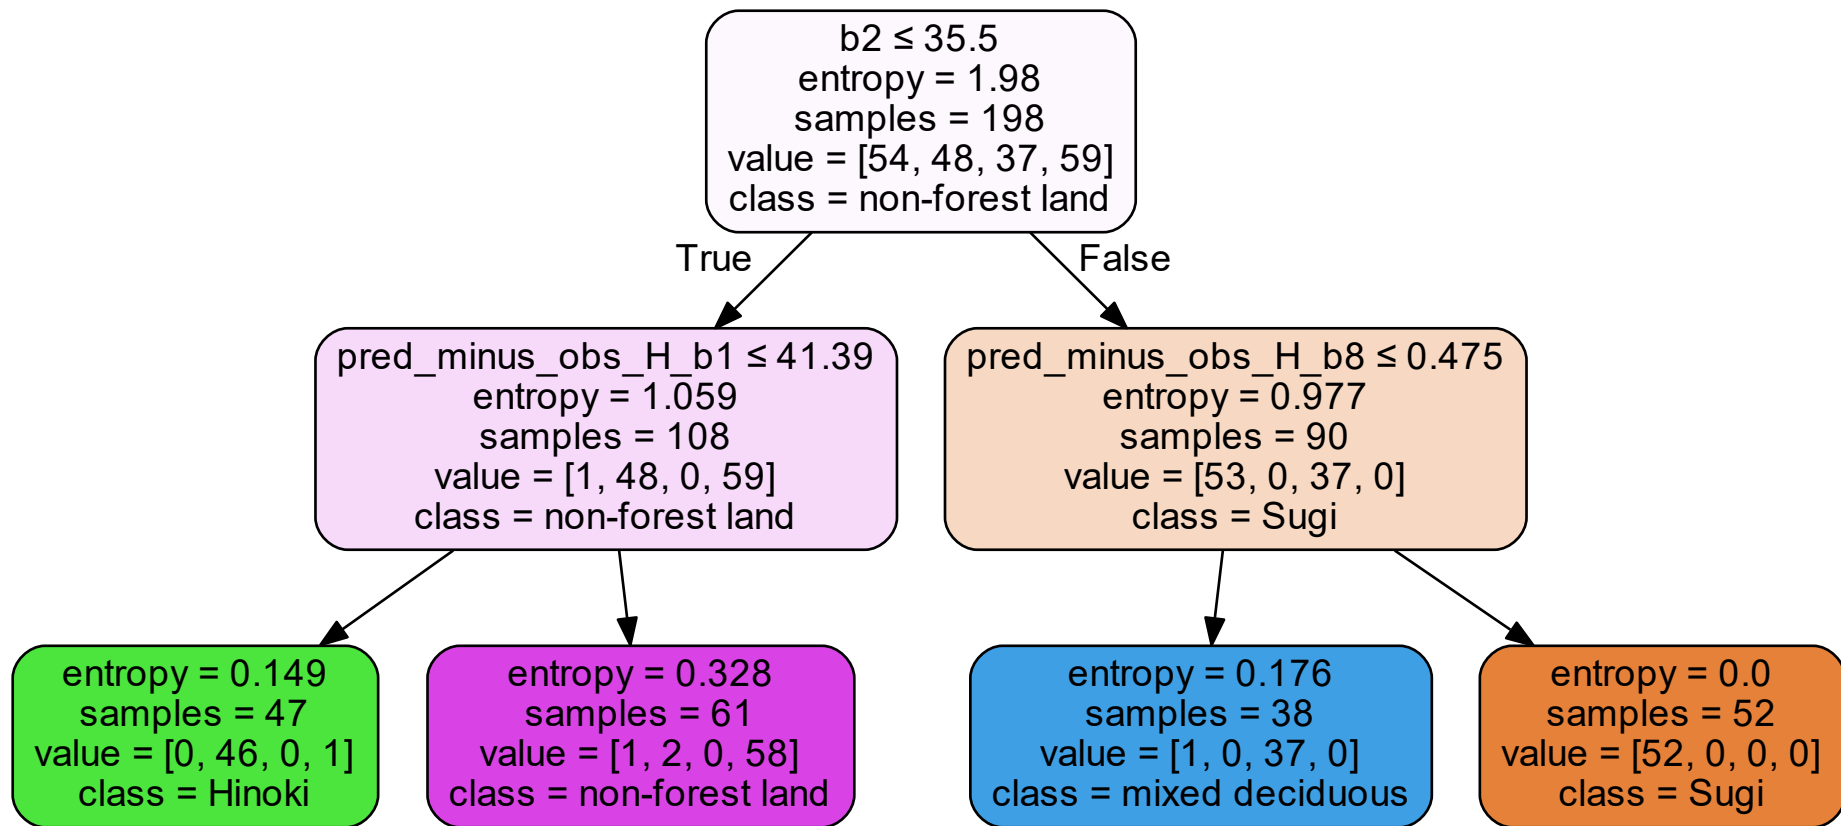 b2 ≤ 35.5
entropy = 1.98
samples = 198
value = [54, 48, 37, 59]
class = non-forest land
True
False
pred_minus_obs_H_b1 ≤ 41.39
entropy = 1.059
samples = 108
value = [1, 48, 0, 59]
class = non-forest land
pred_minus_obs_H_b8 ≤ 0.475
entropy = 0.977
samples = 90
value = [53, 0, 37, 0]
class = Sugi
entropy = 0.149
samples = 47
value = [0, 46, 0, 1]
class = Hinoki
entropy = 0.328
samples = 61
value = [1, 2, 0, 58]
class = non-forest land
entropy = 0.176
samples = 38
value = [1, 0, 37, 0]
class = mixed deciduous
entropy = 0.0
samples = 52
value = [52, 0, 0, 0]
class = Sugi